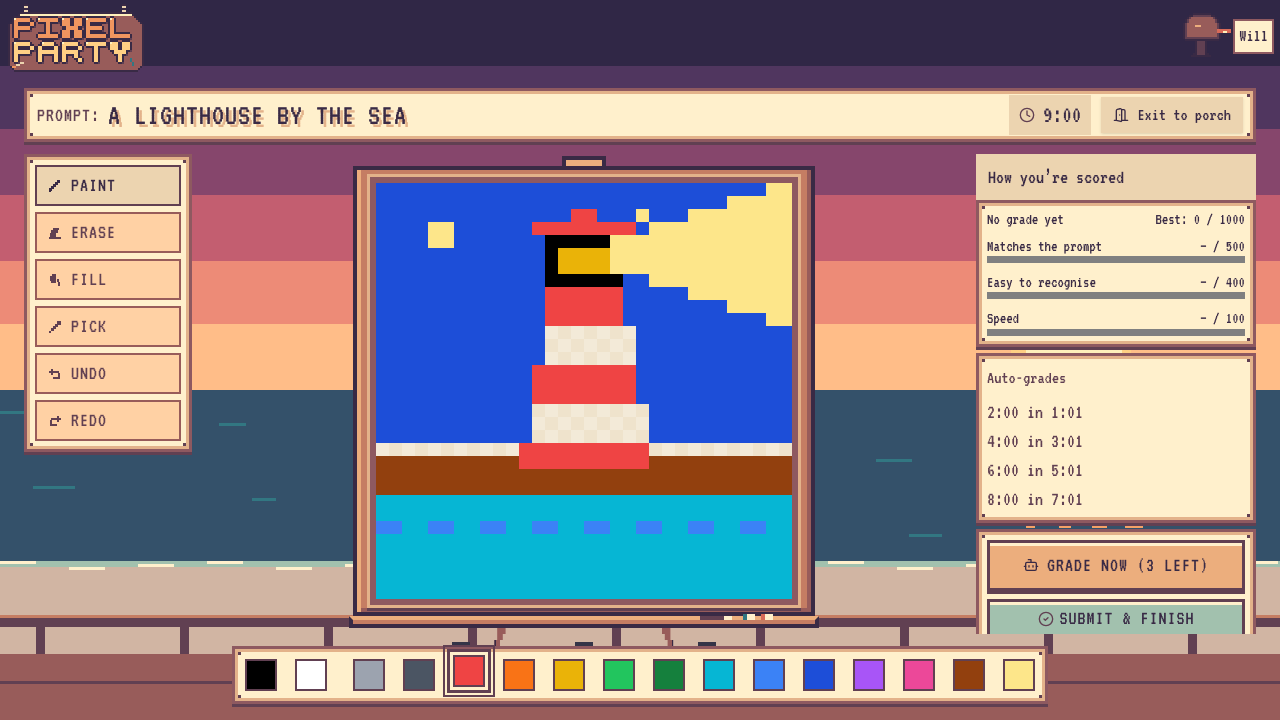 PIXEL
PARTY
Will
PROMPT: A LIGHTHOUSE BY THE SEA
9:00
Exit to porch
PAINT
ERASE
FILL
PICK
UNDO
REDO
How you're scored
No grade yet Best: 0 / 1000
Matches the prompt - / 500
Easy to recognise - / 400
Speed - / 100
Auto-grades
2:00 in 1:01
4:00 in 3:01
6:00 in 5:01
8:00 in 7:01
GRADE NOW (3 LEFT)
SUBMIT & FINISH